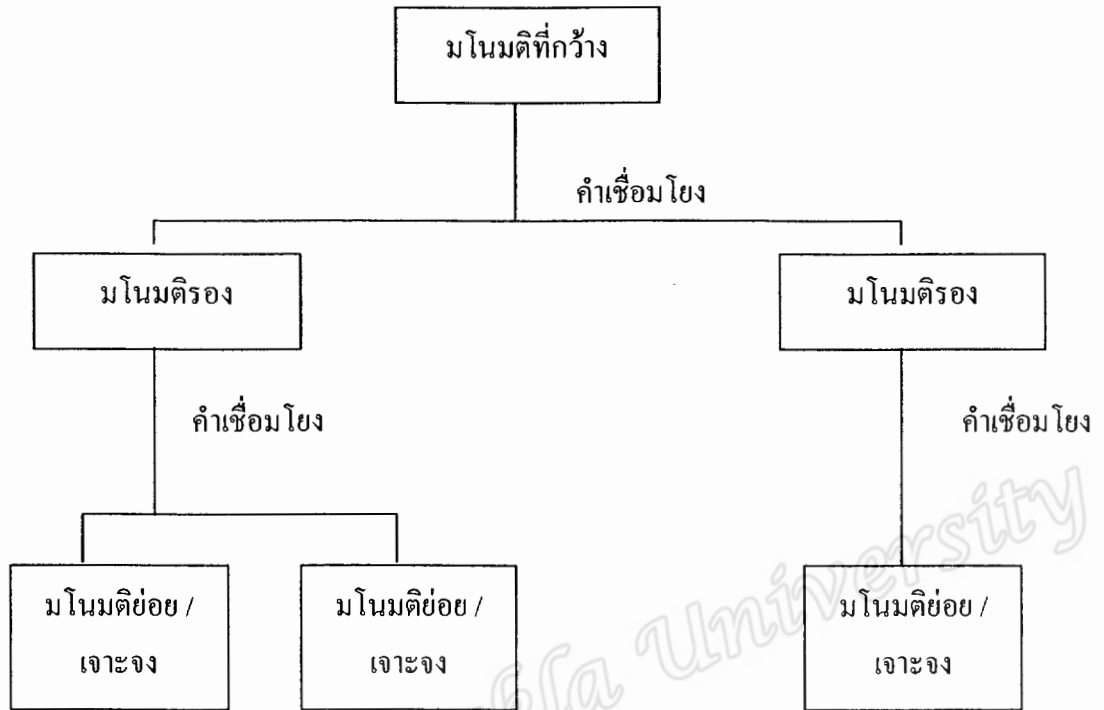 มโนมติที่กว้าง
คำเชื่อมโยง
มโนมติรอง
มโนมติรอง
คำเชื่อมโยง
คำเชื่อมโยง
มโนมติย่อย /
เจาะจง
มโนมติย่อย /
เจาะจง
มโนมติย่อย /
เจาะจง
University